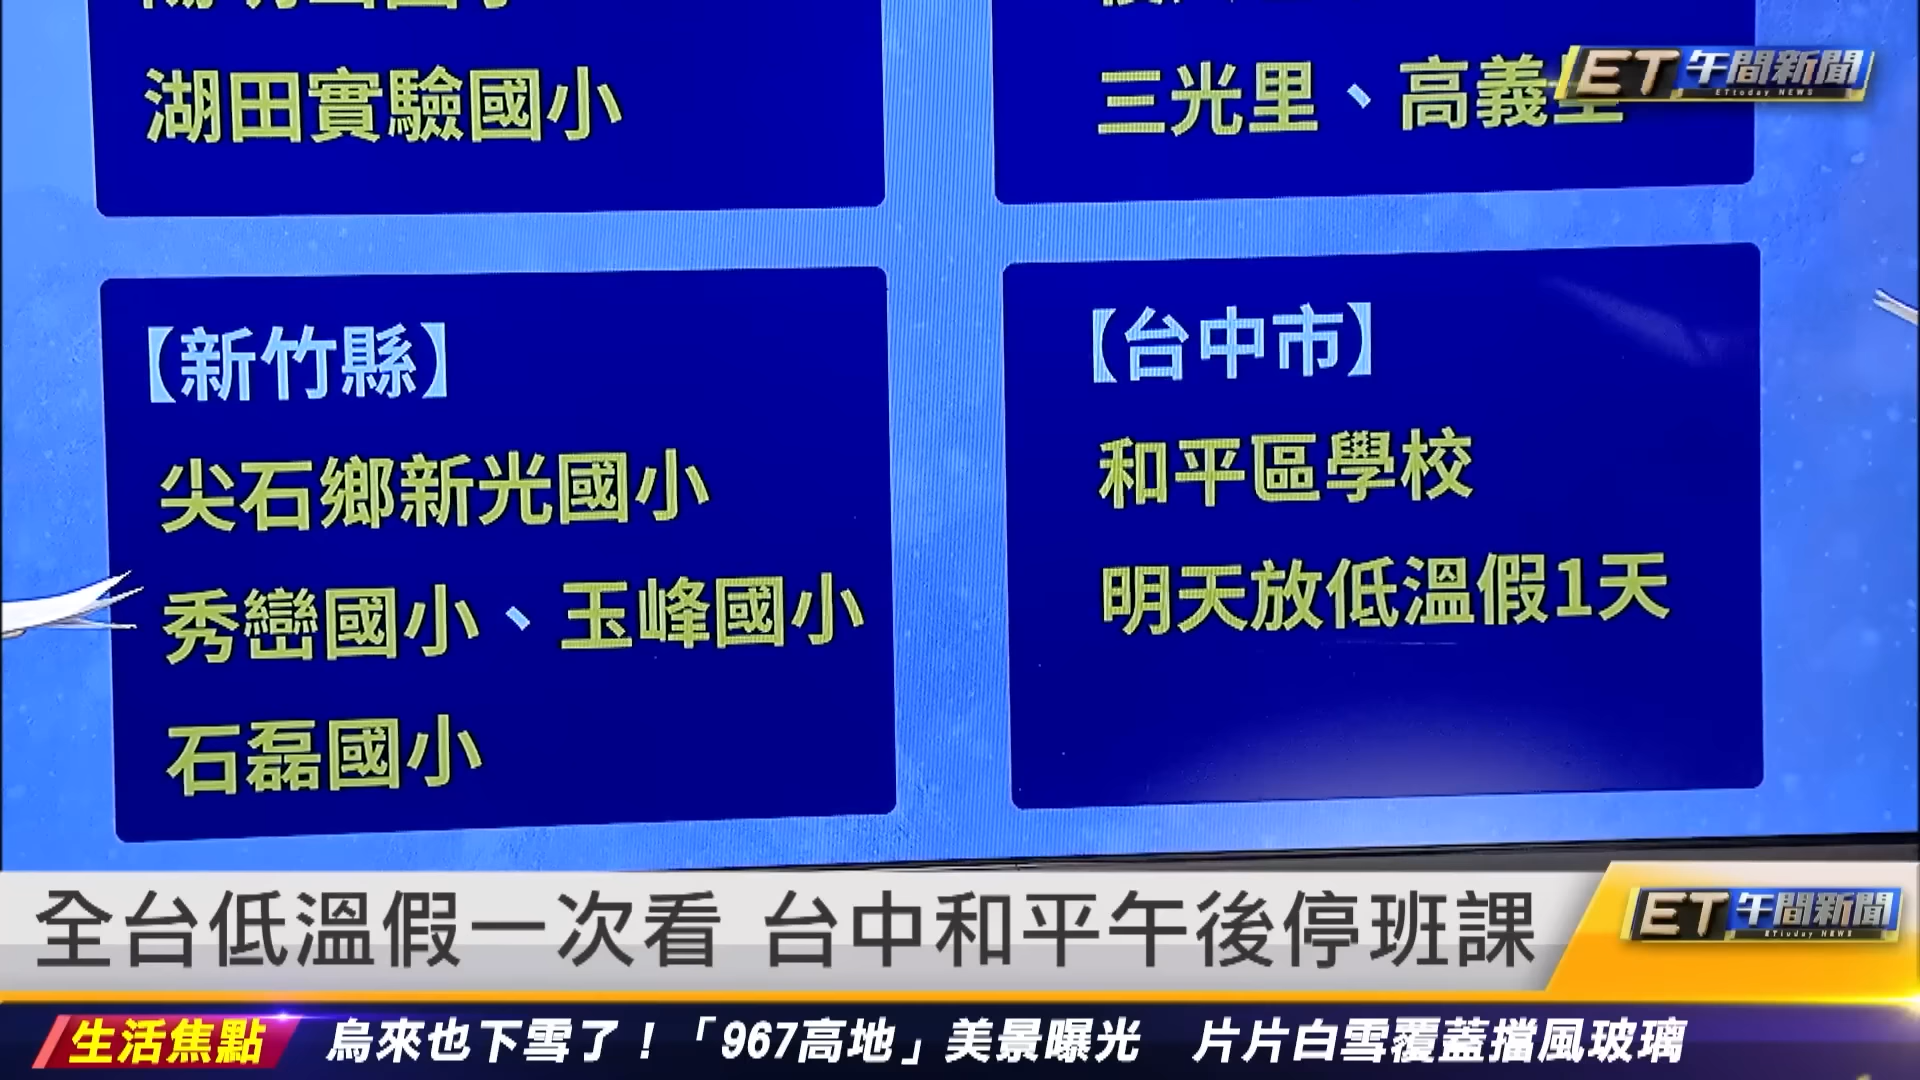 湖田實驗國小
三光里、高義里
ET午間新聞
ETtoday NEWS
【新竹縣】
尖石鄉新光國小
秀巒國小、玉峰國小
石磊國小
【台中市】
和平區學校
明天放低溫假1天
全台低溫假一次看 台中和平午後停班課
ET午間新聞
ETtoday NEWS
生活焦點 烏來也下雪了！「967高地」美景曝光 片片白雪覆蓋擋風玻璃